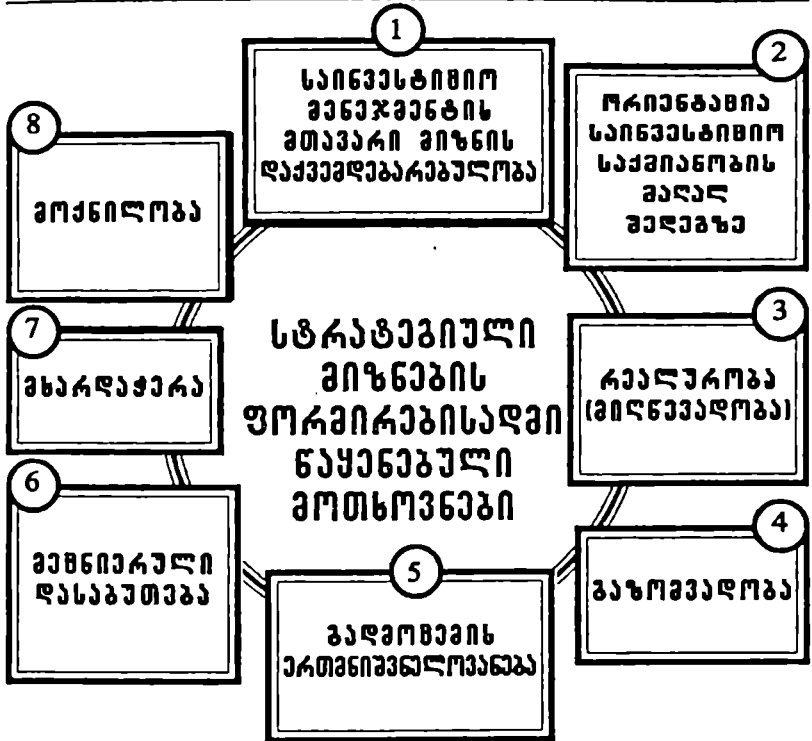 1
საინვესტიციო
მენეჯმენტის
მთავარი მიზნის
დაქვემდებარებულობა
2
ორიენტაცია
საინვესტიციო
საქმიანობის
მაღალ
შედეგზე
3
რეალურობა
(მიღწევადობა)
4
გაზომვადობა
5
გადმოცემის
ერთმნიშვნელოვანება
6
მეცნიერული
დასაბუთება
7
მხარდაჭერა
8
მოქნილობა
სტრატეგიული
მიზნების
ფორმირებისადმი
წაყენებული
მოთხოვნები